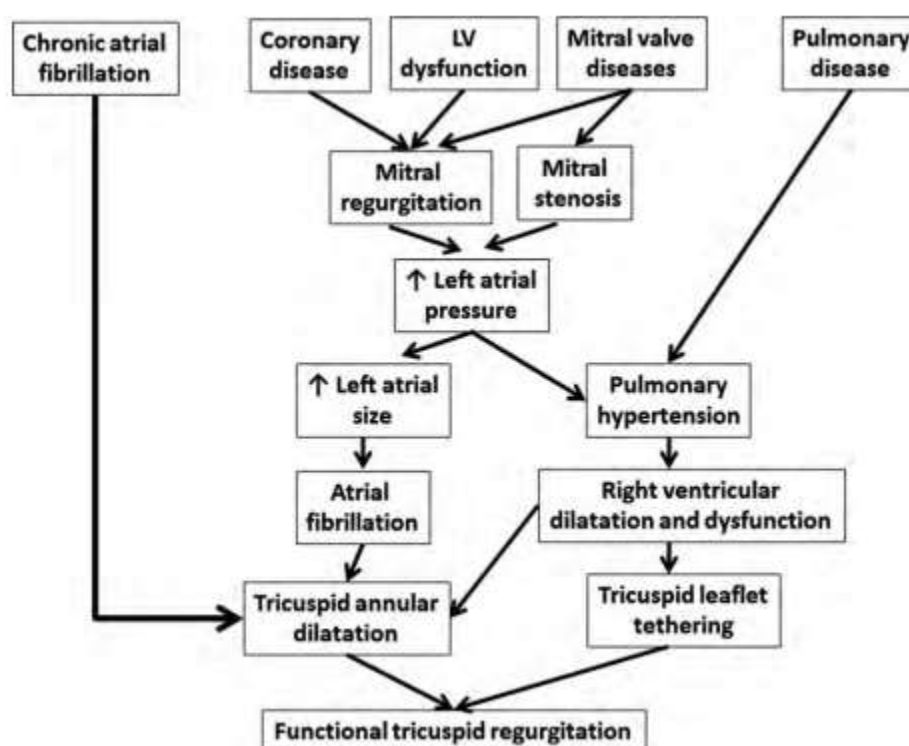 Chronic atrial
fibrillation
Coronary
disease
LV
dysfunction
Mitral valve
diseases
Pulmonary
disease
Mitral
regurgitation
Mitral
stenosis
↑ Left atrial
pressure
↑ Left atrial
size
Pulmonary
hypertension
Atrial
fibrillation
Right ventricular
dilatation and dysfunction
Tricuspid annular
dilatation
Tricuspid leaflet
tethering
Functional tricuspid regurgitation